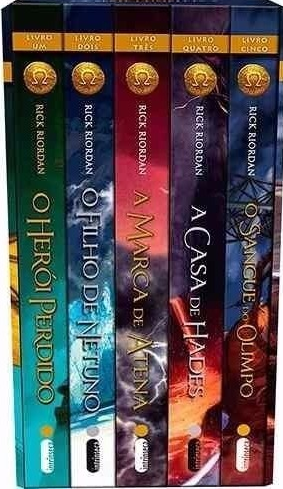 LIVRO
UM
RICK RIORDAN
O HERÓI PERDIDO
LIVRO
DOIS
RICK RIORDAN
O FILHO DE NETUNO
LIVRO
TRÊS
RICK RIORDAN
A MARCA DE ATENA
LIVRO
QUATRO
RICK RIORDAN
A CASA DE HADES
LIVRO
CINCO
RICK RIORDAN
O SANGUE DO OLIMPO